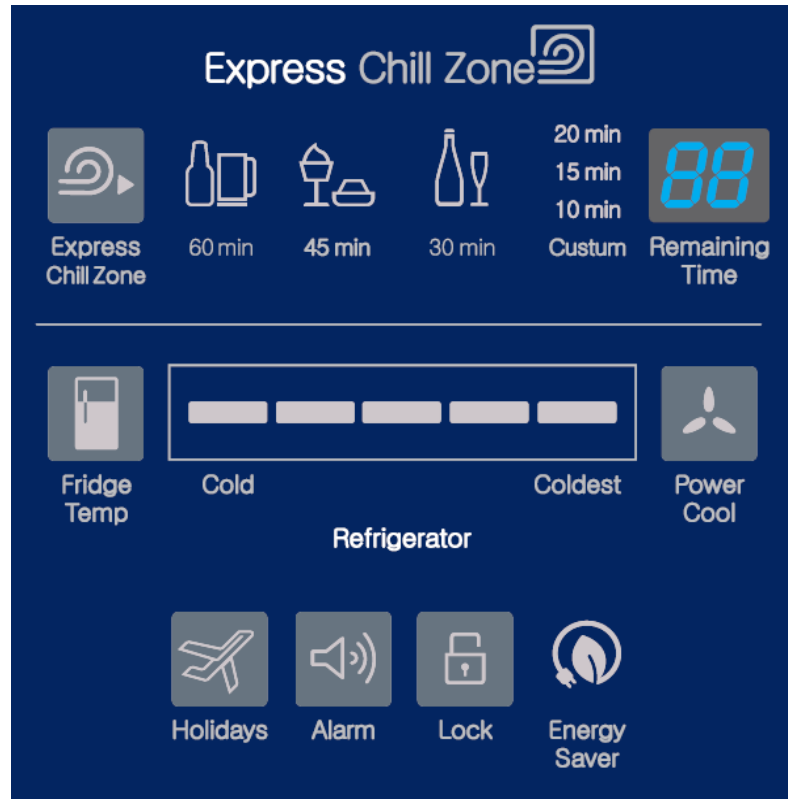 Express Chill Zone
20 min
15 min
10 min
88
Express
Chill Zone
60 min
45 min
30 min
Custum
Remaining
Time
Fridge
Temp
Cold
Coldest
Power
Cool
Refrigerator
Holidays
Alarm
Lock
Energy
Saver